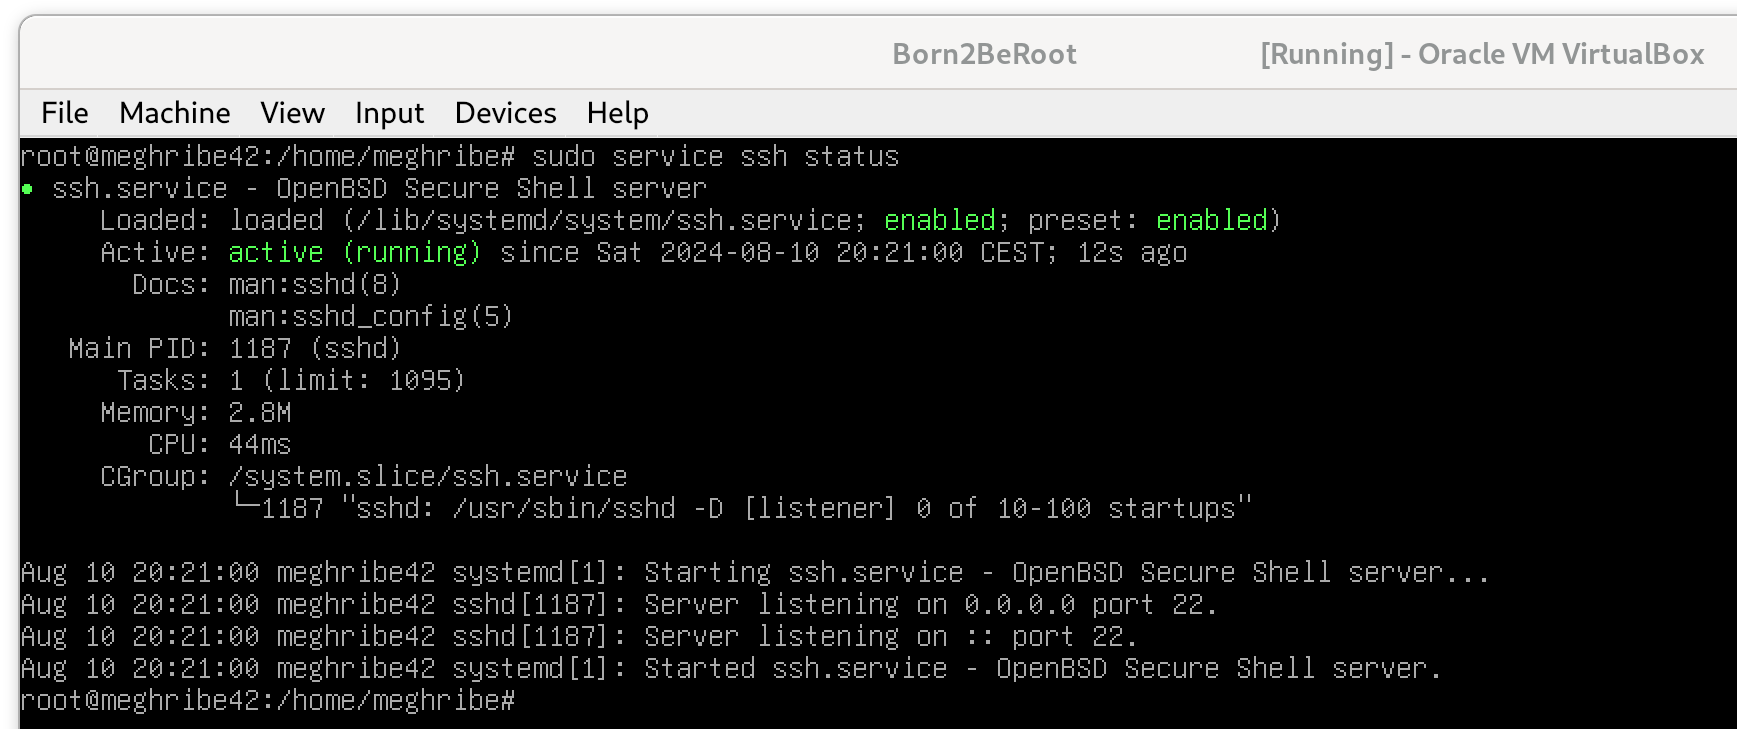 Born2BeRoot [Running] - Oracle VM VirtualBox
File Machine View Input Devices Help
root@meghribe42:/home/meghribe# sudo service ssh status
● ssh.service - OpenBSD Secure Shell server
     Loaded: loaded (/lib/systemd/system/ssh.service; enabled; preset: enabled)
     Active: active (running) since Sat 2024-08-10 20:21:00 CEST; 12s ago
       Docs: man:sshd(8)
             man:sshd_config(5)
   Main PID: 1187 (sshd)
      Tasks: 1 (limit: 1095)
     Memory: 2.8M
        CPU: 44ms
     CGroup: /system.slice/ssh.service
             └─1187 "sshd: /usr/sbin/sshd -D [listener] 0 of 10-100 startups"

Aug 10 20:21:00 meghribe42 systemd[1]: Starting ssh.service - OpenBSD Secure Shell server...
Aug 10 20:21:00 meghribe42 sshd[1187]: Server listening on 0.0.0.0 port 22.
Aug 10 20:21:00 meghribe42 sshd[1187]: Server listening on :: port 22.
Aug 10 20:21:00 meghribe42 systemd[1]: Started ssh.service - OpenBSD Secure Shell server.
root@meghribe42:/home/meghribe#